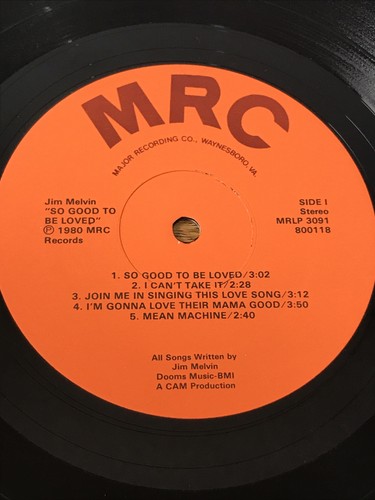 MRC
MAJOR RECORDING CO., WAYNESBORO, VA.
Jim Melvin
"SO GOOD TO
BE LOVED"
Ⓟ 1980 MRC
Records
SIDE I
Stereo
MRLP 3091
800118
1. SO GOOD TO BE LOVED/3:02
2. I CAN'T TAKE IT/2:28
3. JOIN ME IN SINGING THIS LOVE SONG/3:12
4. I'M GONNA LOVE THEIR MAMA GOOD/3:50
5. MEAN MACHINE/2:40
All Songs Written by
Jim Melvin
Dooms Music-BMI
A CAM Production